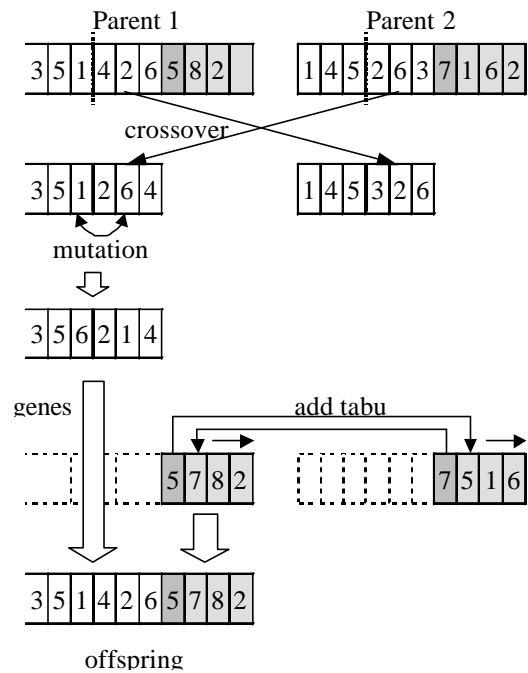 Parent 1 Parent 2
3 5 1 4 2 6 5 8 2 1 4 5 2 6 3 7 1 6 2
crossover
3 5 1 2 6 4 1 4 5 3 2 6
mutation
3 5 6 2 1 4
genes add tabu
5 7 8 2 7 5 1 6
3 5 1 4 2 6 5 7 8 2
offspring